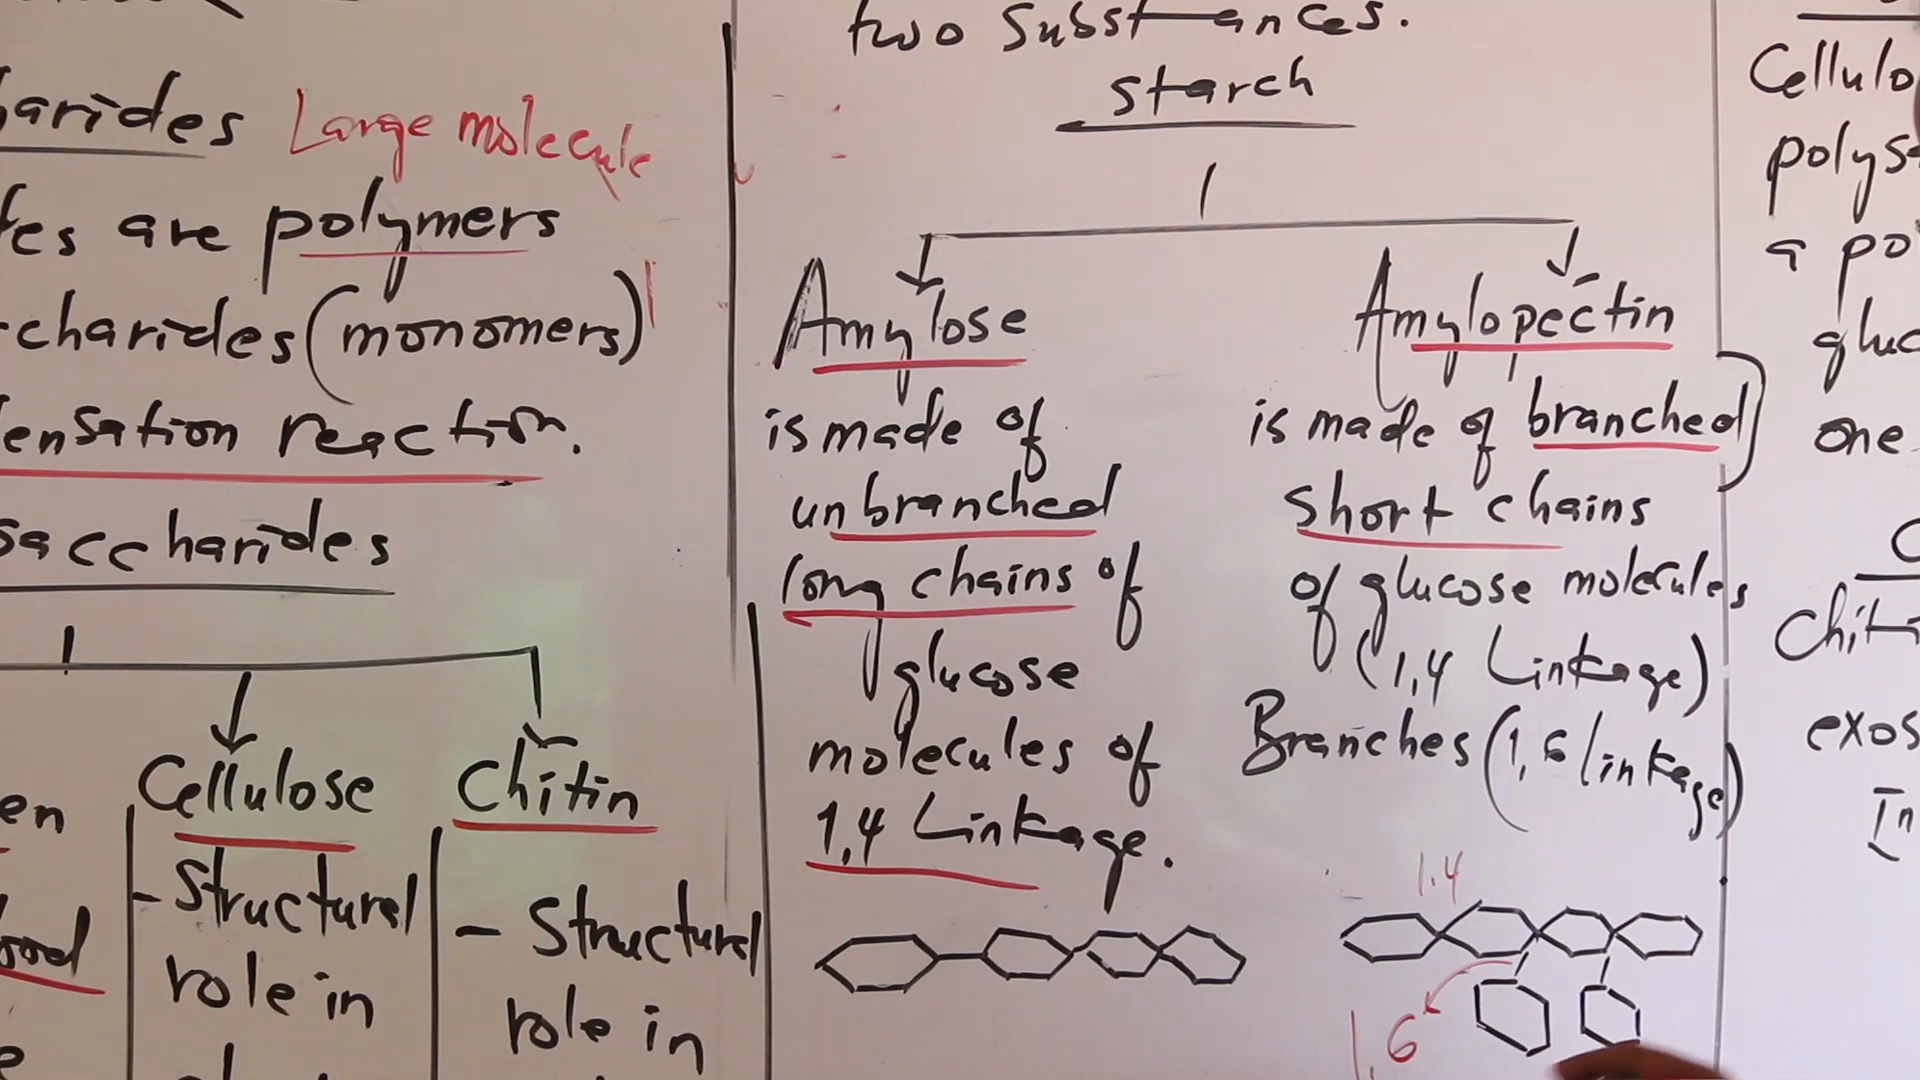 arides Large molecule
are polymers
charides (monomers)
ensation reaction.
saccharides
en
Cellulose
- Structural
role in
Chitin
- Structural
role in
two Substances.
starch
Amylose
is made of
unbranched
long chains of
glucose
molecules of
1,4 Linkage.
Amylopectin
is made of branched
short chains
of glucose molecules
(1,4 Linkage)
Branches (1,6 linkage)
1.4
1,6
Cellulo
polys
a po
gluc
one
C
Chiti
exos
In